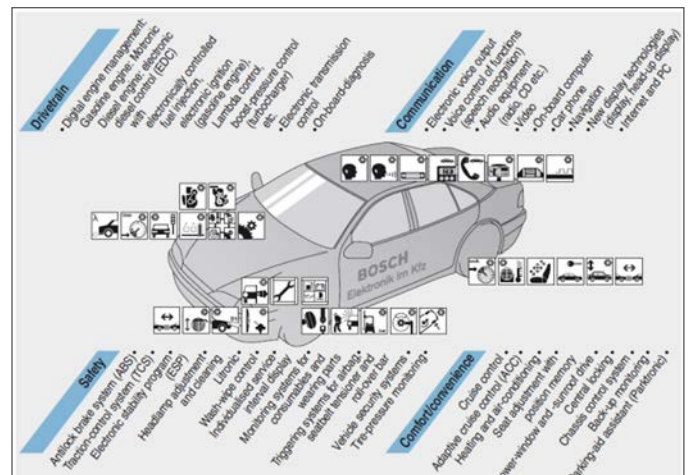 Drivetrain
• Digital engine management:
Gasoline engine: Motronic
Diesel engine: electronic
diesel control (EDC)
with
electronically controlled
fuel injection,
electronic ignition
(gasoline engine),
Lambda control,
boost-pressure control
(turbocharger)
etc.
• Electronic transmission
control
• On-board-diagnosis
Communication
• Electronic voice output
• Voice control of functions
(speech recognition)
• Audio equipment
(radio, CD etc.)
• Video
• On-board computer
• Car phone
• Navigation
• New display technologies
(display, head-up display)
• Internet and PC
BOSCH
Elektronik im Kfz
Safety
Antilock brake system (ABS) •
Traction-control system (TCS) •
Electronic stability program •
(ESP)
Headlamp adjustment •
and cleaning
Litronic •
Wash-wipe control •
Individualised service •
interval display
Monitoring systems for •
consumables and
wearing parts
Triggering systems for airbag, •
seatbelt tensioner and
roll-over bar
Vehicle security systems •
Tire-pressure monitoring •
Comfort/convenience
Cruise control •
Adaptive cruise control (ACC) •
Heating and air-conditioning •
Seat adjustment with •
position memory
wer-window and -sunroof drive •
Central locking •
Chassis control system •
Back-up monitoring •
rking-aid assistant (Parktronic) •